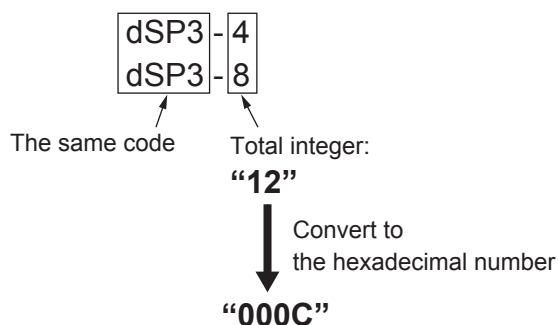 dSP3 - 4
dSP3 - 8
The same code
Total integer:
“12”
Convert to
the hexadecimal number
“000C”